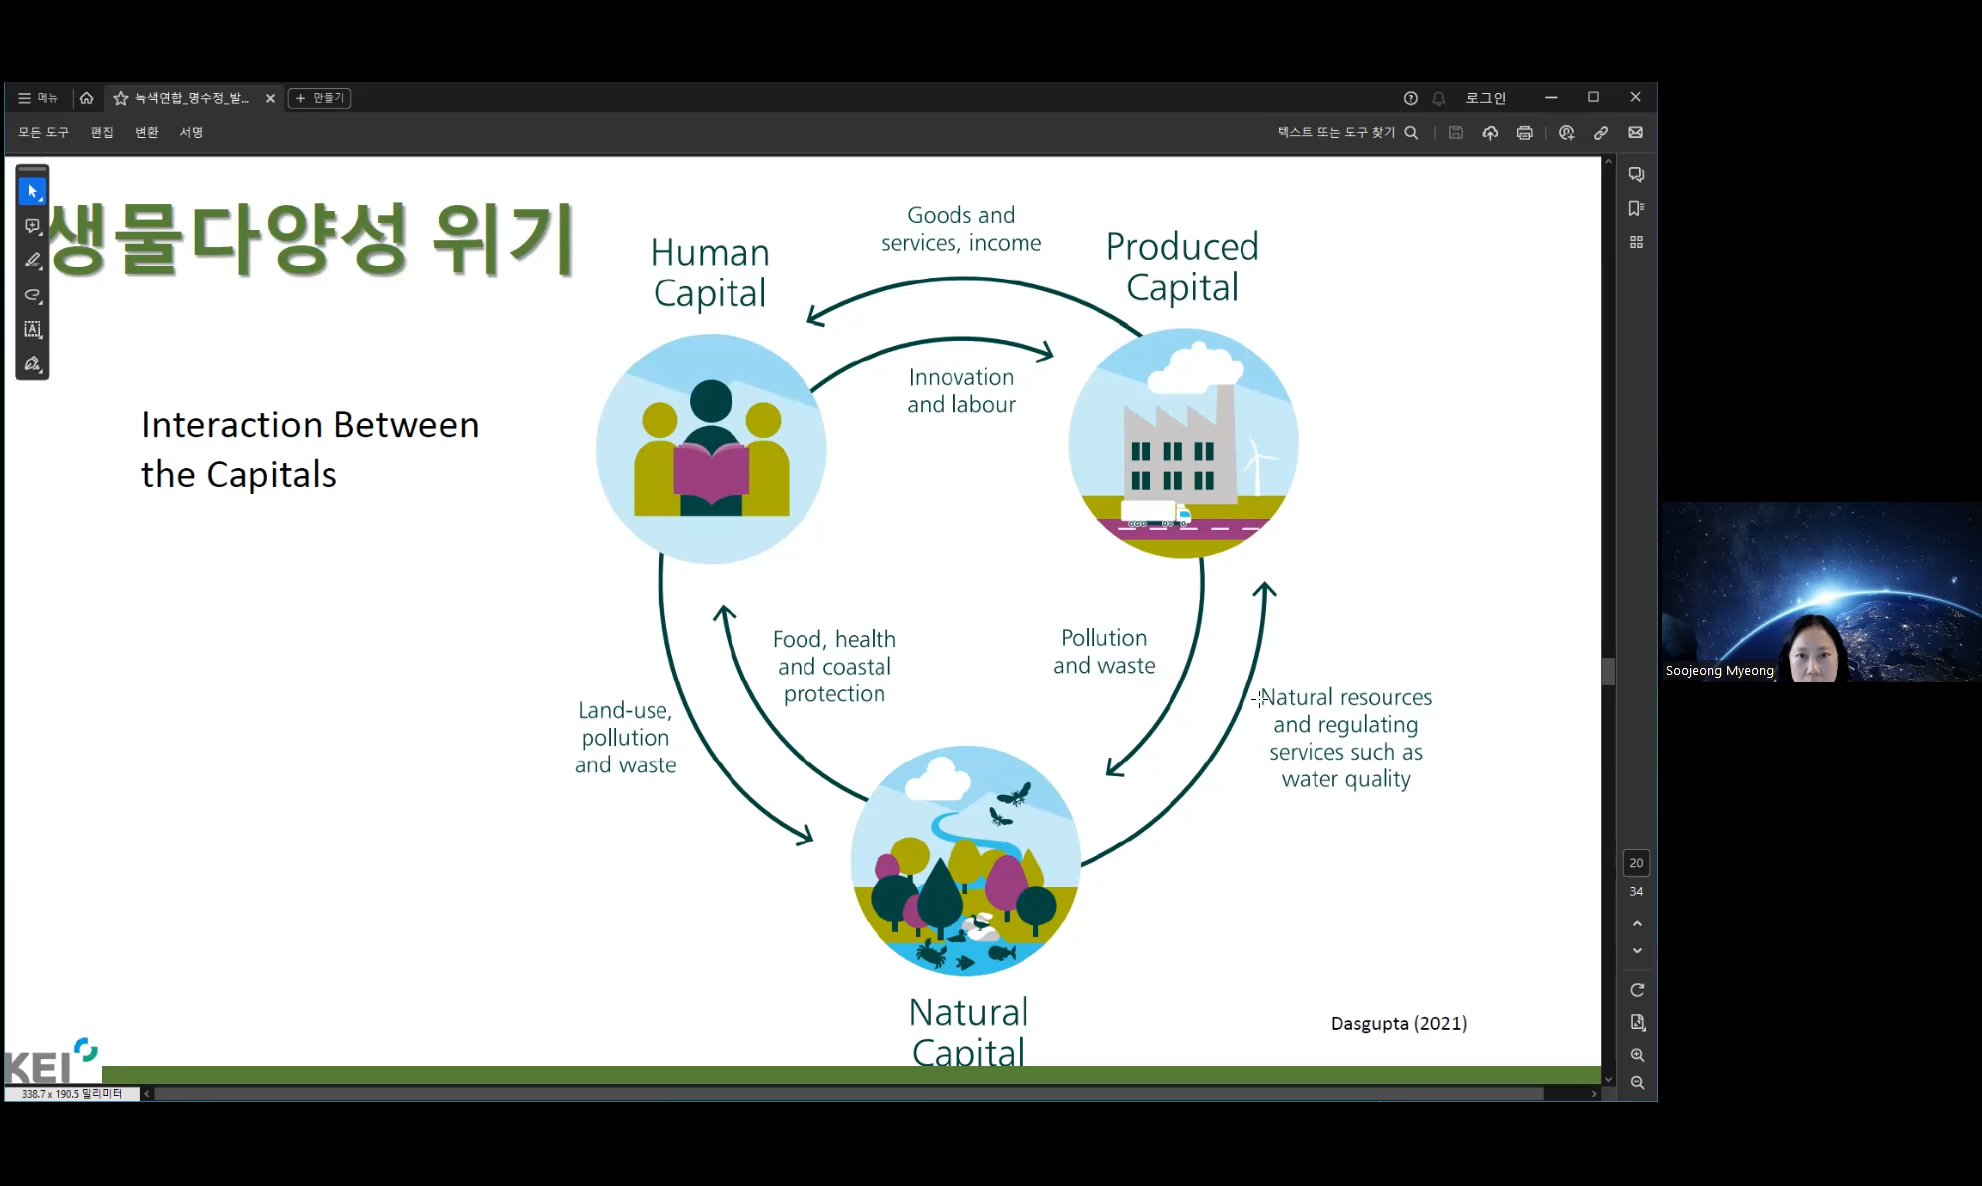 메뉴
녹색연합_명수정_발...
만들기
로그인
모든 도구 편집 변환 서명
텍스트 또는 도구 찾기
생물다양성 위기
Interaction Between
the Capitals
Human
Capital
Goods and
services, income
Produced
Capital
Innovation
and labour
Food, health
and coastal
protection
Pollution
and waste
Land-use,
pollution
and waste
Natural resources
and regulating
services such as
water quality
Natural
Capital
Dasgupta (2021)
KEI
338.7 x 190.5 밀리미터
20
34
Soojeong Myeong